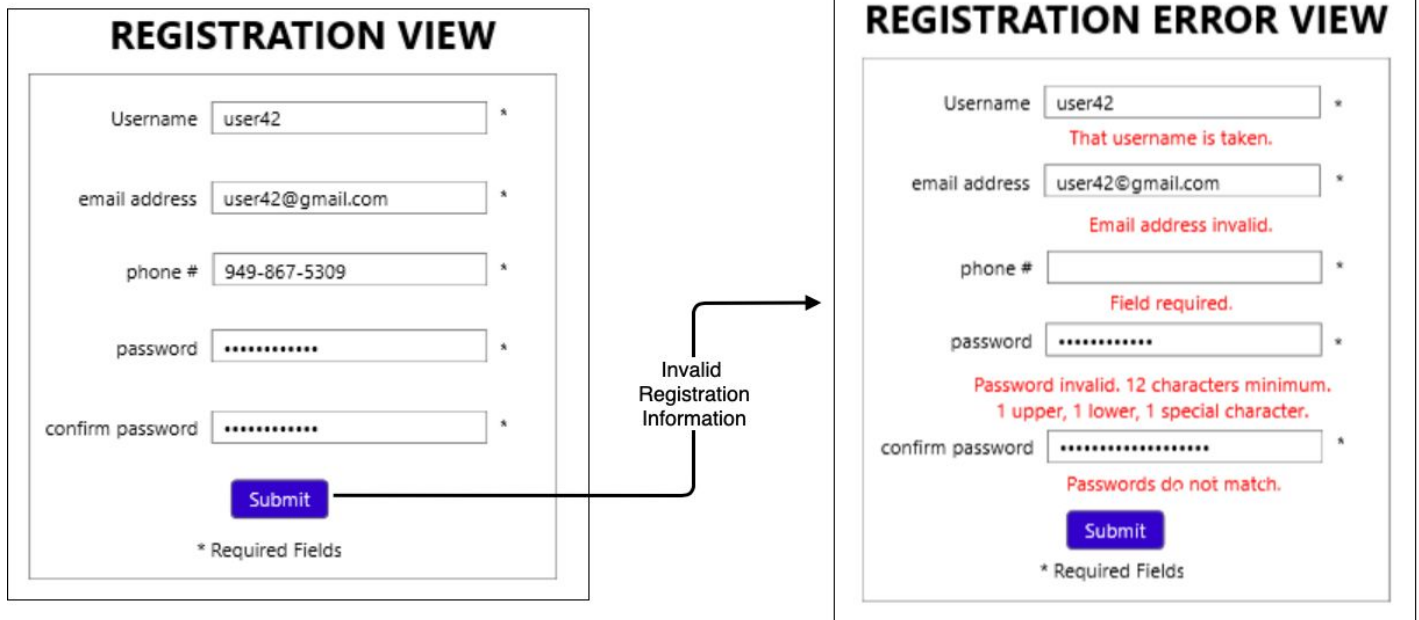 REGISTRATION VIEW
Username user42 *
email address user42@gmail.com *
phone # 949-867-5309 *
password •••••••••••• *
confirm password •••••••••••• *
Submit
* Required Fields
Invalid
Registration
Information
REGISTRATION ERROR VIEW
Username user42 *
That username is taken.
email address user42©gmail.com *
Email address invalid.
phone # *
Field required.
password •••••••••••• *
Password invalid. 12 characters minimum.
1 upper, 1 lower, 1 special character.
confirm password ••••••••••••••••••• *
Passwords do not match.
Submit
* Required Fields